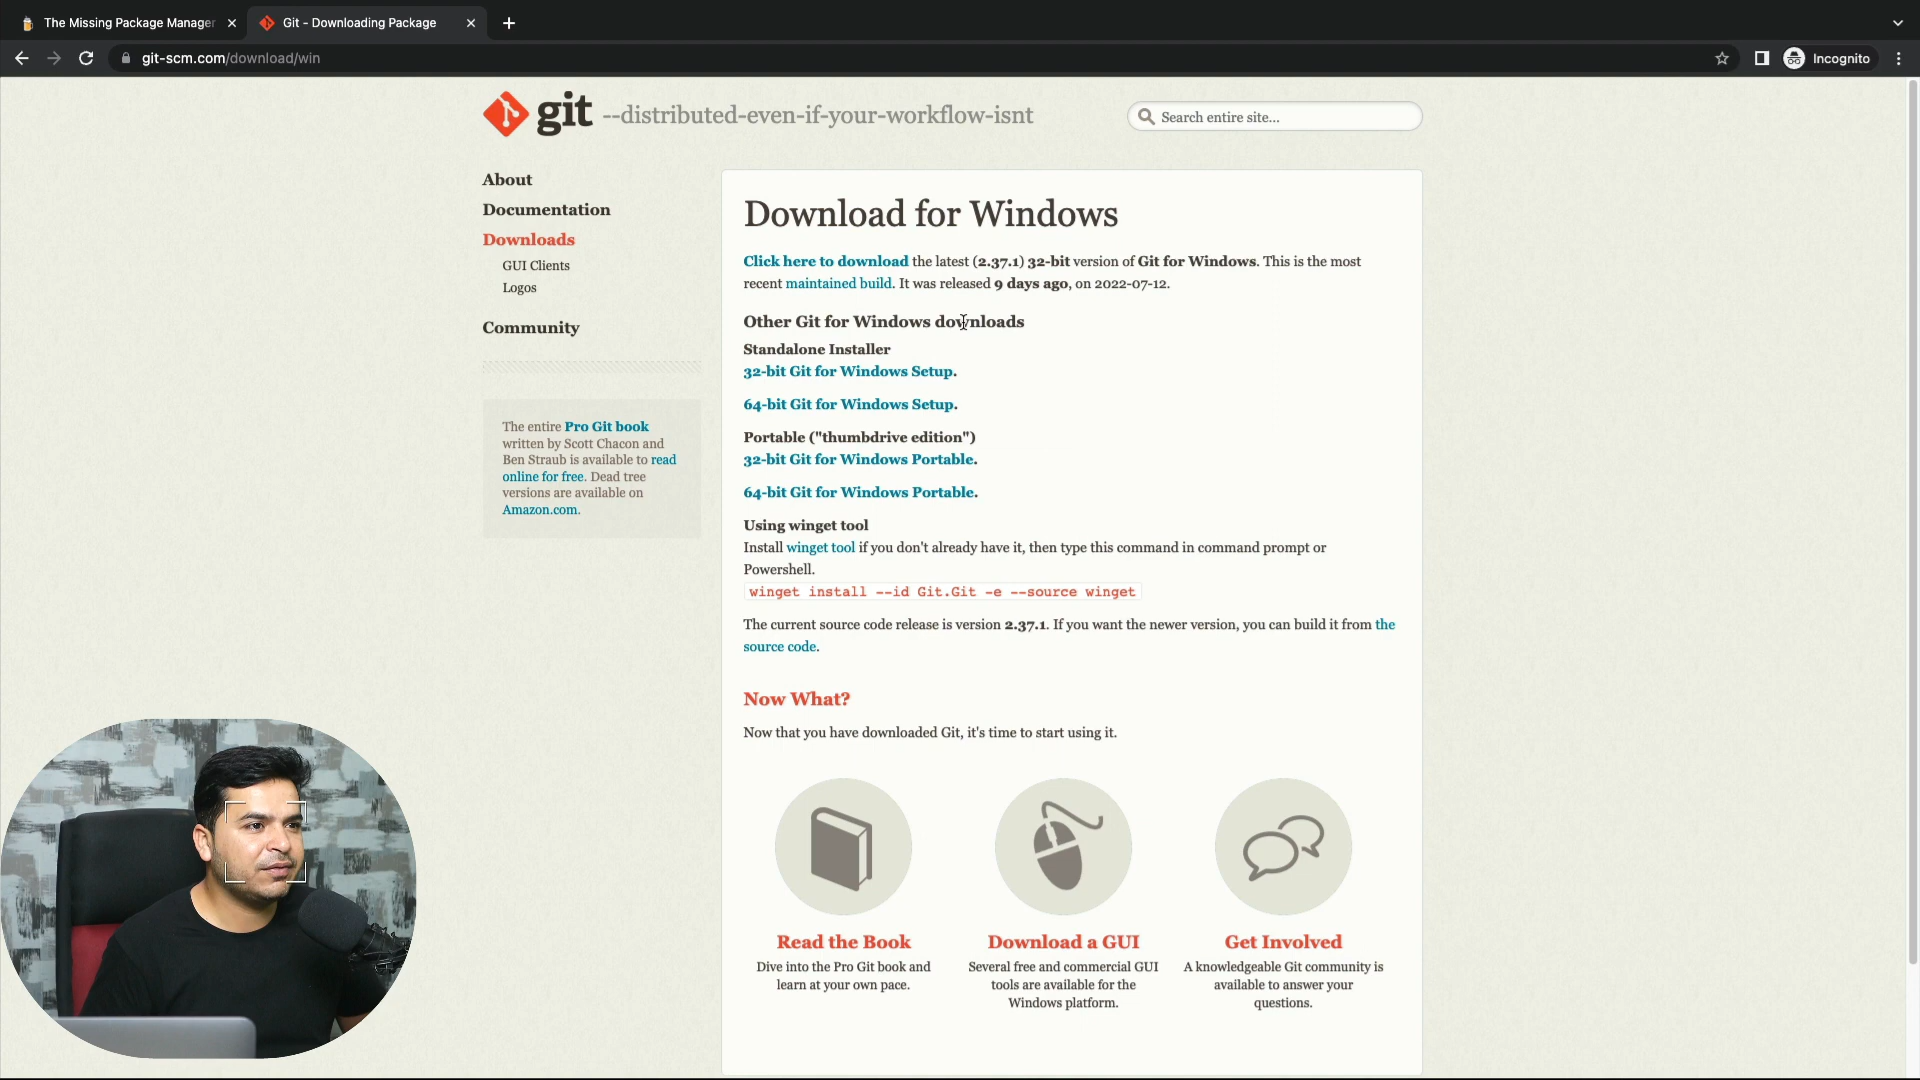 The Missing Package Manager
Git - Downloading Package
git-scm.com/download/win
Incognito
git --distributed-even-if-your-workflow-isnt
Search entire site...
About
Documentation
Downloads
GUI Clients
Logos
Community
The entire Pro Git book
written by Scott Chacon and
Ben Straub is available to read
online for free. Dead tree
versions are available on
Amazon.com.
Download for Windows
Click here to download the latest (2.37.1) 32-bit version of Git for Windows. This is the most
recent maintained build. It was released 9 days ago, on 2022-07-12.
Other Git for Windows downloads
Standalone Installer
32-bit Git for Windows Setup.
64-bit Git for Windows Setup.
Portable ("thumbdrive edition")
32-bit Git for Windows Portable.
64-bit Git for Windows Portable.
Using winget tool
Install winget tool if you don't already have it, then type this command in command prompt or
Powershell.
winget install --id Git.Git -e --source winget
The current source code release is version 2.37.1. If you want the newer version, you can build it from the
source code.
Now What?
Now that you have downloaded Git, it's time to start using it.
Read the Book
Dive into the Pro Git book and
learn at your own pace.
Download a GUI
Several free and commercial GUI
tools are available for the
Windows platform.
Get Involved
A knowledgeable Git community is
available to answer your
questions.